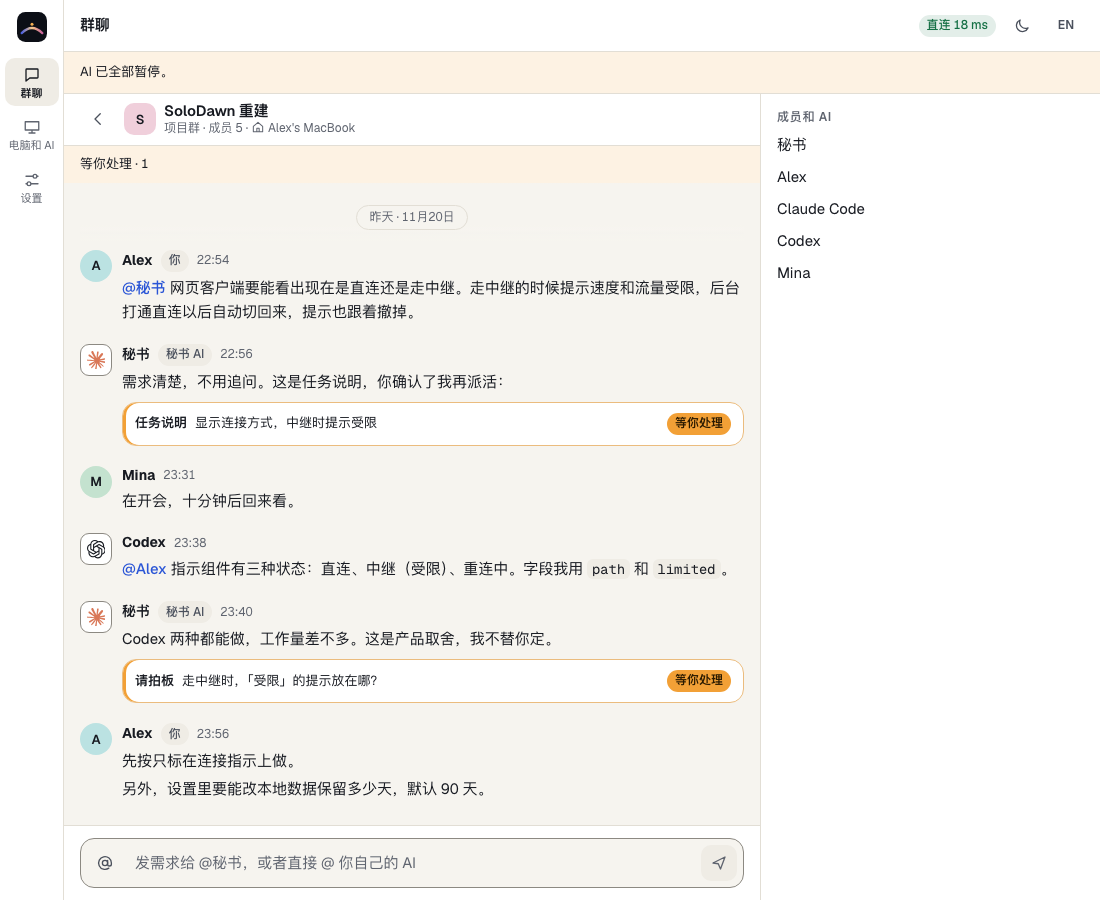 群聊
直连 18 ms
EN
群聊
电脑和 AI
设置
AI 已全部暂停。
S
SoloDawn 重建
项目群 · 成员 5 · Alex's MacBook
等你处理 · 1
昨天 · 11月20日
A
Alex 你 22:54
@秘书 网页客户端要能看出现在是直连还是走中继。走中继的时候提示速度和流量受限，后台
打通直连以后自动切回来，提示也跟着撤掉。
秘书 秘书 AI 22:56
需求清楚，不用追问。这是任务说明，你确认了我再派活：
任务说明 显示连接方式，中继时提示受限 等你处理
M
Mina 23:31
在开会，十分钟后回来看。
Codex 23:38
@Alex 指示组件有三种状态：直连、中继（受限）、重连中。字段我用 path 和 limited 。
秘书 秘书 AI 23:40
Codex 两种都能做，工作量差不多。这是产品取舍，我不替你定。
请拍板 走中继时，「受限」的提示放在哪？ 等你处理
A
Alex 你 23:56
先按只标在连接指示上做。
另外，设置里要能改本地数据保留多少天，默认 90 天。
@ 发需求给 @秘书，或者直接 @ 你自己的 AI
成员和 AI
秘书
Alex
Claude Code
Codex
Mina